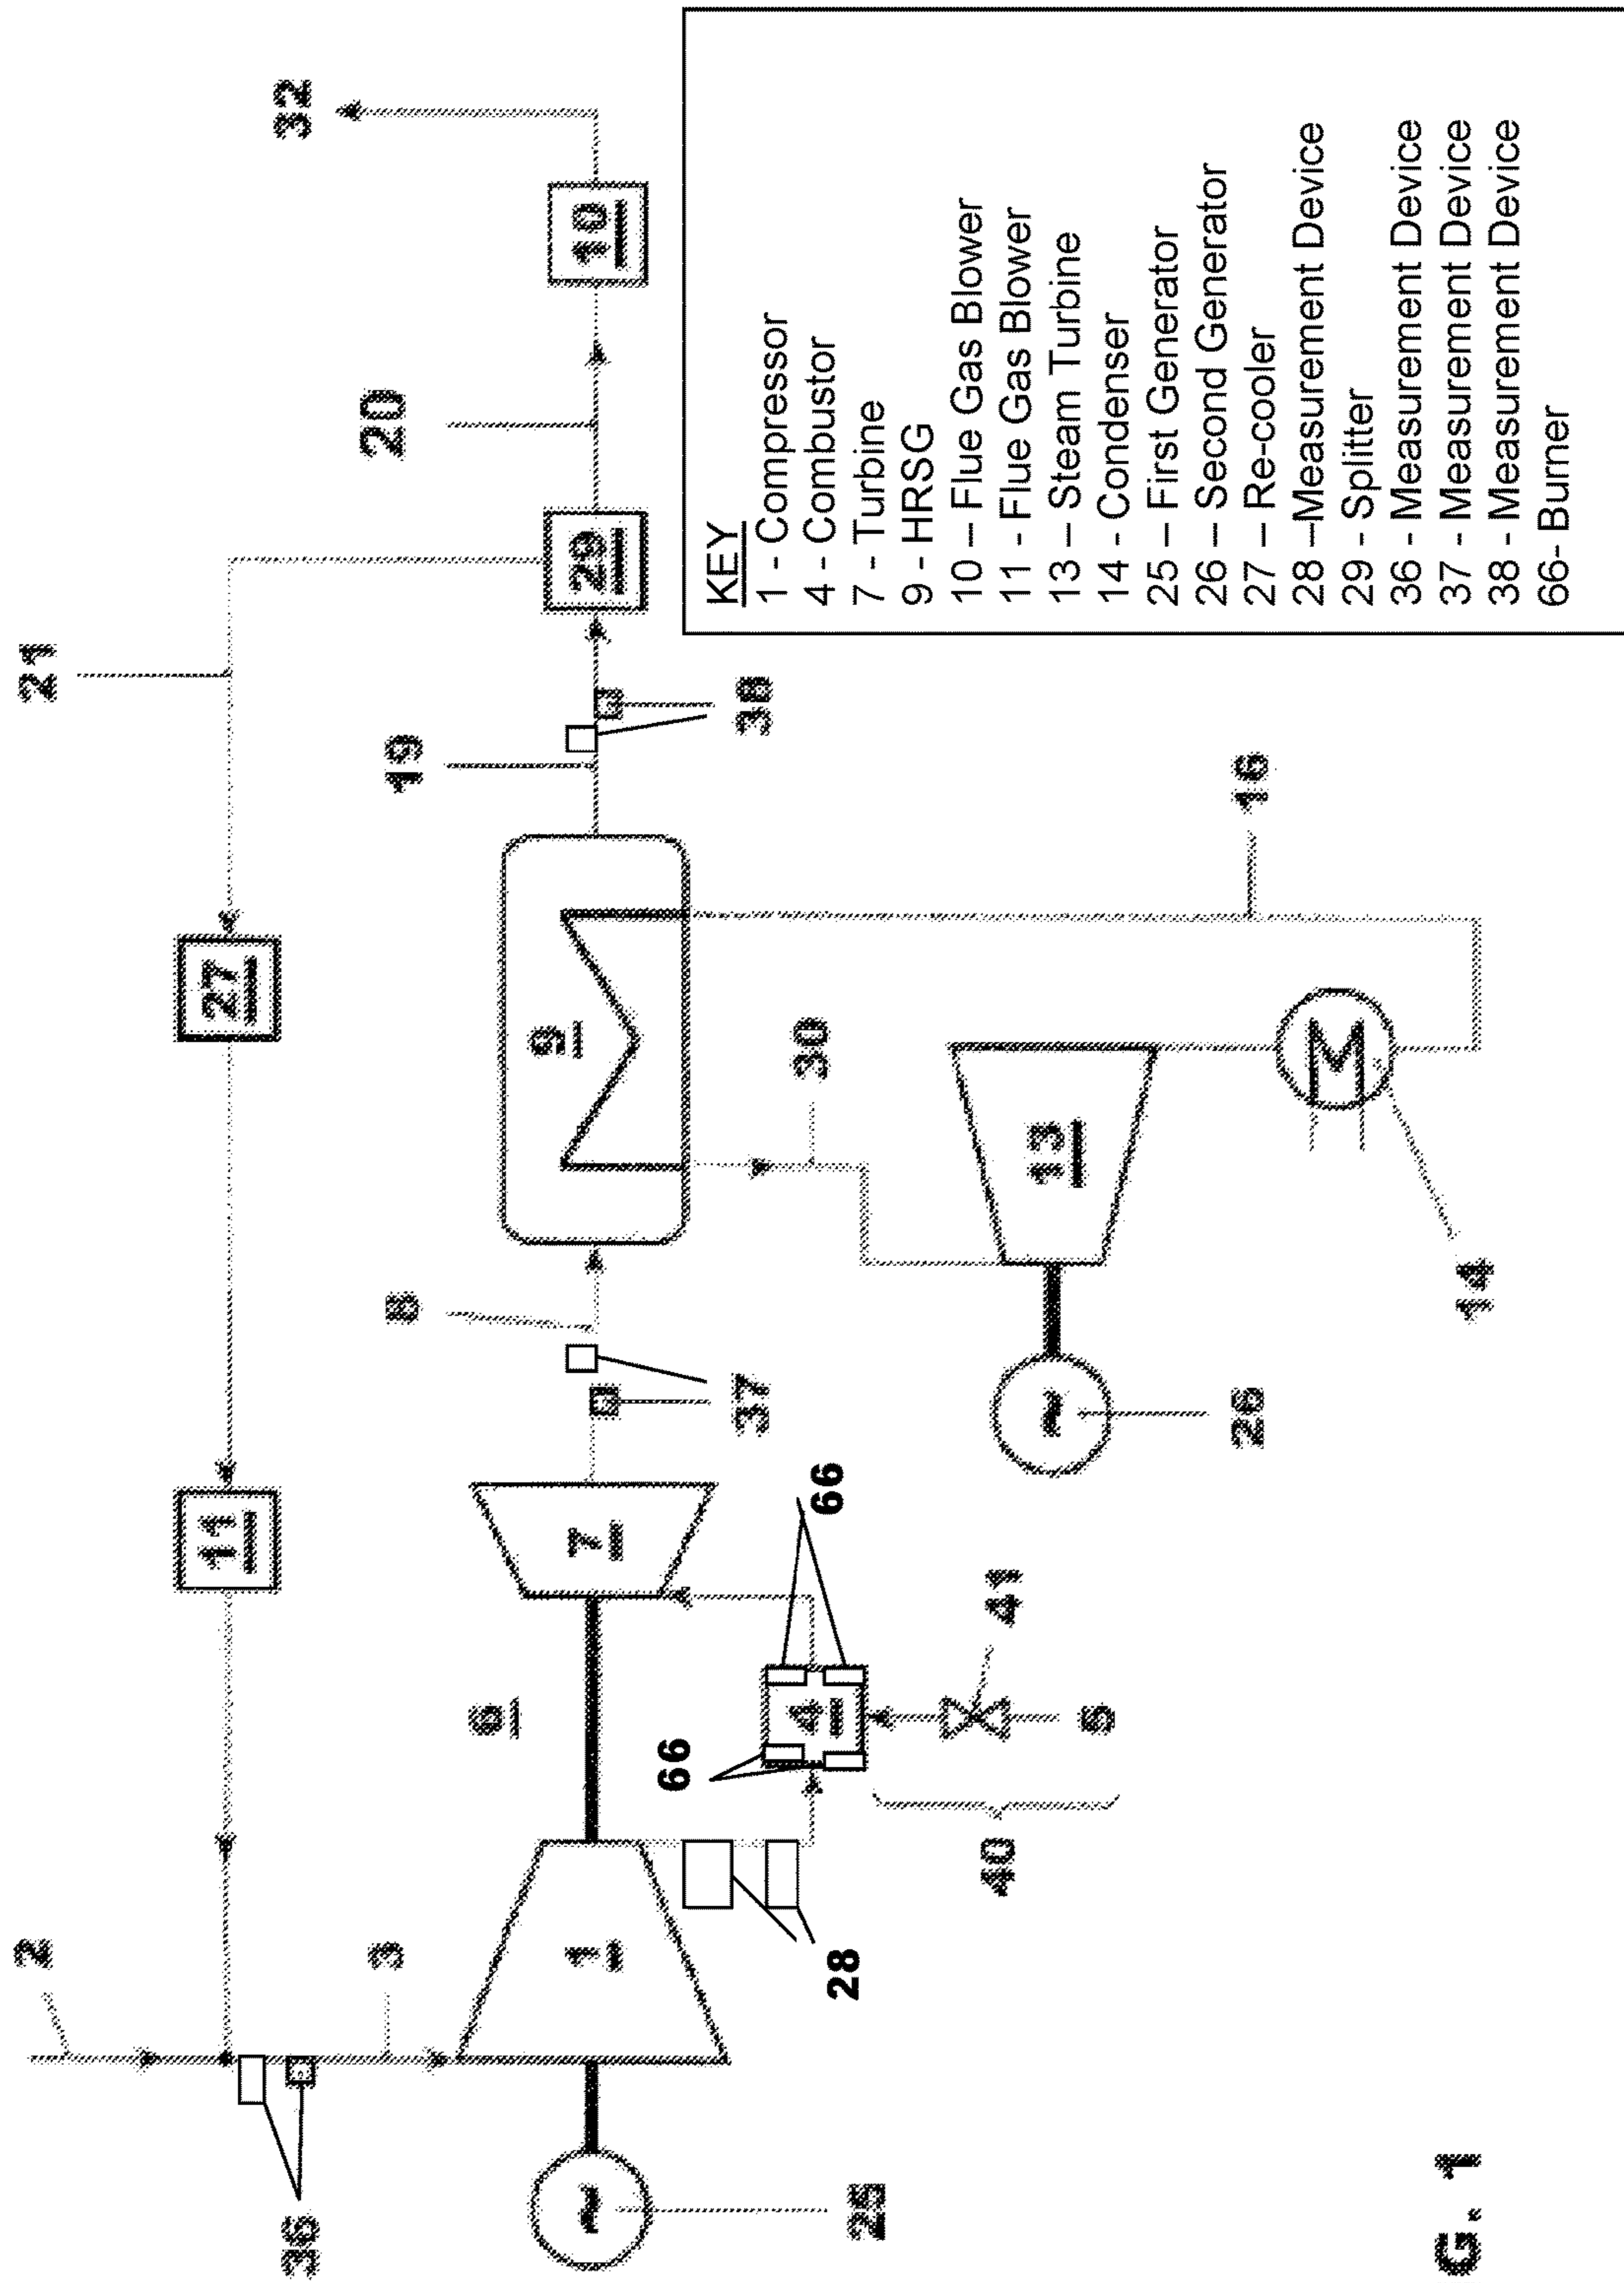 2
21
3
27
11
36
32
20
19
8
6
1
7
9
29
10
38
37
25
66
66
4
28
30
40
41
5
13
26
16
14
KEY
1 - Compressor
4 - Combustor
7 - Turbine
9 - HRSG
10 – Flue Gas Blower
11 - Flue Gas Blower
13 – Steam Turbine
14 - Condenser
25 – First Generator
26 – Second Generator
27 – Re-cooler
28 –Measurement Device
29 - Splitter
36 - Measurement Device
37 - Measurement Device
38 - Measurement Device
66- Burner
G. 1